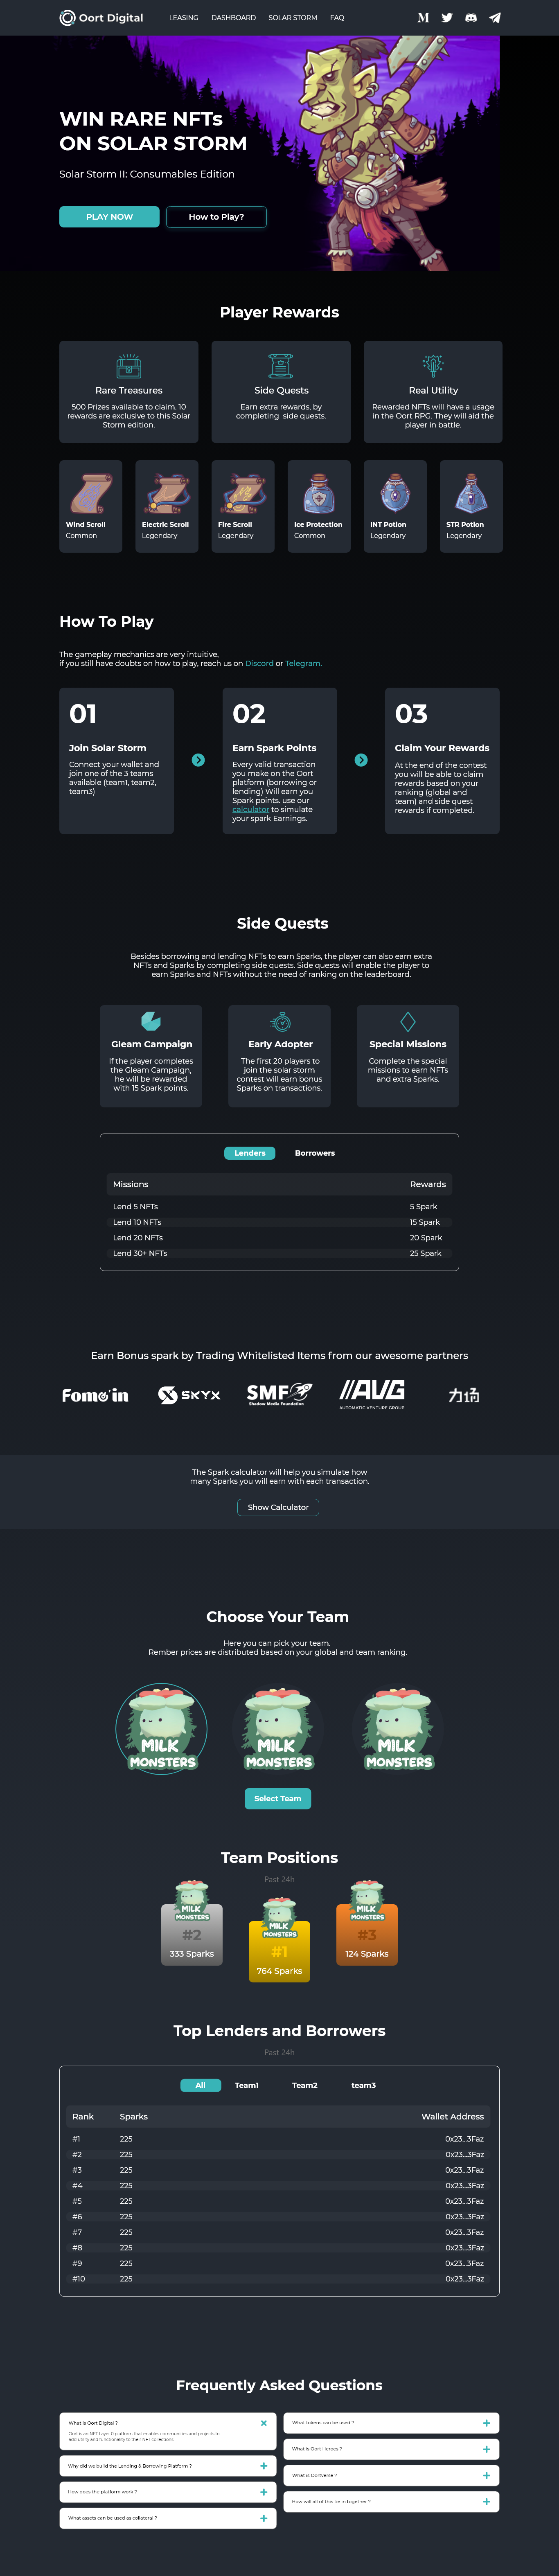 Oort Digital
LEASING DASHBOARD SOLAR STORM FAQ
WIN RARE NFTs
ON SOLAR STORM
Solar Storm II: Consumables Edition
PLAY NOW How to Play?
Player Rewards
Rare Treasures
500 Prizes available to claim. 10
rewards are exclusive to this Solar
Storm edition.
Side Quests
Earn extra rewards, by
completing side quests.
Real Utility
Rewarded NFTs will have a usage
in the Oort RPG. They will aid the
player in battle.
Wind Scroll
Common
Electric Scroll
Legendary
Fire Scroll
Legendary
Ice Protection
Common
INT Potion
Legendary
STR Potion
Legendary
How To Play
The gameplay mechanics are very intuitive,
if you still have doubts on how to play, reach us on Discord or Telegram.
01
Join Solar Storm
Connect your wallet and
join one of the 3 teams
available (team1, team2,
team3)
02
Earn Spark Points
Every valid transaction
you make on the Oort
platform (borrowing or
lending) Will earn you
Spark points. use our
calculator to simulate
your spark Earnings.
03
Claim Your Rewards
At the end of the contest
you will be able to claim
rewards based on your
ranking (global and
team) and side quest
rewards if completed.
Side Quests
Besides borrowing and lending NFTs to earn Sparks, the player can also earn extra
NFTs and Sparks by completing side quests. Side quests will enable the player to
earn Sparks and NFTs without the need of ranking on the leaderboard.
Gleam Campaign
If the player completes
the Gleam Campaign,
he will be rewarded
with 15 Spark points.
Early Adopter
The first 20 players to
join the solar storm
contest will earn bonus
Sparks on transactions.
Special Missions
Complete the special
missions to earn NFTs
and extra Sparks.
Lenders Borrowers
Missions Rewards
Lend 5 NFTs 5 Spark
Lend 10 NFTs 15 Spark
Lend 20 NFTs 20 Spark
Lend 30+ NFTs 25 Spark
Earn Bonus spark by Trading Whitelisted Items from our awesome partners
Fomo'in
SKYX
SMF
Shadow Media Foundation
AVG
AUTOMATIC VENTURE GROUP
The Spark calculator will help you simulate how
many Sparks you will earn with each transaction.
Show Calculator
Choose Your Team
Here you can pick your team.
Rember prices are distributed based on your global and team ranking.
MILK
MONSTERS
MILK
MONSTERS
MILK
MONSTERS
Select Team
Team Positions
Past 24h
MILK
MONSTERS
#2
333 Sparks
MILK
MONSTERS
#1
764 Sparks
MILK
MONSTERS
#3
124 Sparks
Top Lenders and Borrowers
Past 24h
All Team1 Team2 team3
Rank Sparks Wallet Address
#1 225 0x23...3Faz
#2 225 0x23...3Faz
#3 225 0x23...3Faz
#4 225 0x23...3Faz
#5 225 0x23...3Faz
#6 225 0x23...3Faz
#7 225 0x23...3Faz
#8 225 0x23...3Faz
#9 225 0x23...3Faz
#10 225 0x23...3Faz
Frequently Asked Questions
What is Oort Digital ?
Oort is an NFT Layer 0 platform that enables communities and projects to
add utility and functionality to their NFT collections.
Why did we build the Lending & Borrowing Platform ?
How does the platform work ?
What assets can be used as collateral ?
What tokens can be used ?
What is Oort Heroes ?
What is Oortverse ?
How will all of this tie in together ?